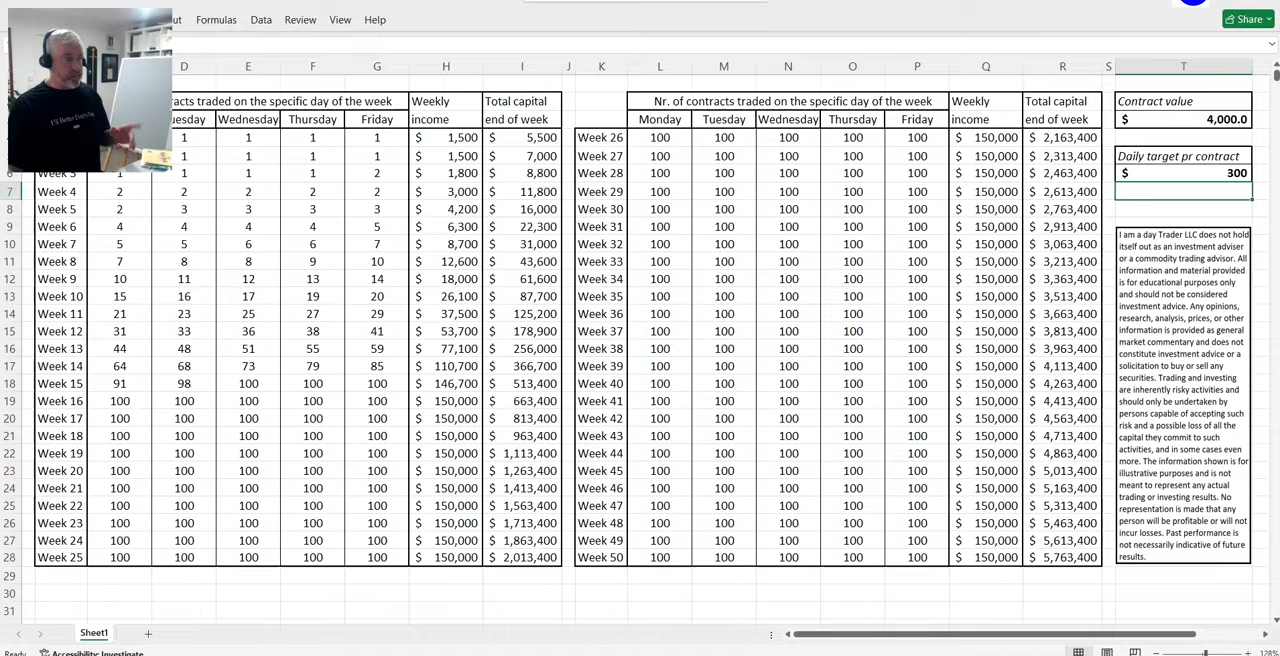 ut Formulas Data Review View Help
Share
D E F G H I J K L M N O P Q R S T
racts traded on the specific day of the week Weekly Total capital Nr. of contracts traded on the specific day of the week Weekly Total capital Contract value
uesday Wednesday Thursday Friday income end of week Monday Tuesday Wednesday Thursday Friday income end of week $ 4,000.0
1 1 1 1 $ 1,500 $ 5,500 Week 26 100 100 100 100 100 $ 150,000 $ 2,163,400
1 1 1 1 $ 1,500 $ 7,000 Week 27 100 100 100 100 100 $ 150,000 $ 2,313,400 Daily target pr contract
6 Week 3 1 1 1 1 2 $ 1,800 $ 8,800 Week 28 100 100 100 100 100 $ 150,000 $ 2,463,400 $ 300
7 Week 4 2 2 2 2 2 $ 3,000 $ 11,800 Week 29 100 100 100 100 100 $ 150,000 $ 2,613,400
8 Week 5 2 3 3 3 3 $ 4,200 $ 16,000 Week 30 100 100 100 100 100 $ 150,000 $ 2,763,400
9 Week 6 4 4 4 4 5 $ 6,300 $ 22,300 Week 31 100 100 100 100 100 $ 150,000 $ 2,913,400
10 Week 7 5 5 6 6 7 $ 8,700 $ 31,000 Week 32 100 100 100 100 100 $ 150,000 $ 3,063,400
11 Week 8 7 8 8 9 10 $ 12,600 $ 43,600 Week 33 100 100 100 100 100 $ 150,000 $ 3,213,400
12 Week 9 10 11 12 13 14 $ 18,000 $ 61,600 Week 34 100 100 100 100 100 $ 150,000 $ 3,363,400
13 Week 10 15 16 17 19 20 $ 26,100 $ 87,700 Week 35 100 100 100 100 100 $ 150,000 $ 3,513,400
14 Week 11 21 23 25 27 29 $ 37,500 $ 125,200 Week 36 100 100 100 100 100 $ 150,000 $ 3,663,400
15 Week 12 31 33 36 38 41 $ 53,700 $ 178,900 Week 37 100 100 100 100 100 $ 150,000 $ 3,813,400
16 Week 13 44 48 51 55 59 $ 77,100 $ 256,000 Week 38 100 100 100 100 100 $ 150,000 $ 3,963,400
17 Week 14 64 68 73 79 85 $ 110,700 $ 366,700 Week 39 100 100 100 100 100 $ 150,000 $ 4,113,400
18 Week 15 91 98 100 100 100 $ 146,700 $ 513,400 Week 40 100 100 100 100 100 $ 150,000 $ 4,263,400
19 Week 16 100 100 100 100 100 $ 150,000 $ 663,400 Week 41 100 100 100 100 100 $ 150,000 $ 4,413,400
20 Week 17 100 100 100 100 100 $ 150,000 $ 813,400 Week 42 100 100 100 100 100 $ 150,000 $ 4,563,400
21 Week 18 100 100 100 100 100 $ 150,000 $ 963,400 Week 43 100 100 100 100 100 $ 150,000 $ 4,713,400
22 Week 19 100 100 100 100 100 $ 150,000 $ 1,113,400 Week 44 100 100 100 100 100 $ 150,000 $ 4,863,400
23 Week 20 100 100 100 100 100 $ 150,000 $ 1,263,400 Week 45 100 100 100 100 100 $ 150,000 $ 5,013,400
24 Week 21 100 100 100 100 100 $ 150,000 $ 1,413,400 Week 46 100 100 100 100 100 $ 150,000 $ 5,163,400
25 Week 22 100 100 100 100 100 $ 150,000 $ 1,563,400 Week 47 100 100 100 100 100 $ 150,000 $ 5,313,400
26 Week 23 100 100 100 100 100 $ 150,000 $ 1,713,400 Week 48 100 100 100 100 100 $ 150,000 $ 5,463,400
27 Week 24 100 100 100 100 100 $ 150,000 $ 1,863,400 Week 49 100 100 100 100 100 $ 150,000 $ 5,613,400
28 Week 25 100 100 100 100 100 $ 150,000 $ 2,013,400 Week 50 100 100 100 100 100 $ 150,000 $ 5,763,400
29
30
31
I am a day Trader LLC does not hold
itself out as an investment adviser
or a commodity trading advisor. All
information and material provided
is for educational purposes only
and should not be considered
investment advice. Any opinions,
research, analysis, prices, or other
information is provided as general
market commentary and does not
constitute investment advice or a
solicitation to buy or sell any
securities. Trading and investing
are inherently risky activities and
should only be undertaken by
persons capable of accepting such
risk and a possible loss of all the
capital they commit to such
activities, and in some cases even
more. The information shown is for
illustrative purposes and is not
meant to represent any actual
trading or investing results. No
representation is made that any
person will be profitable or will not
incur losses. Past performance is
not necessarily indicative of future
results.
Sheet1
Ready Accessibility: Investigate 128%